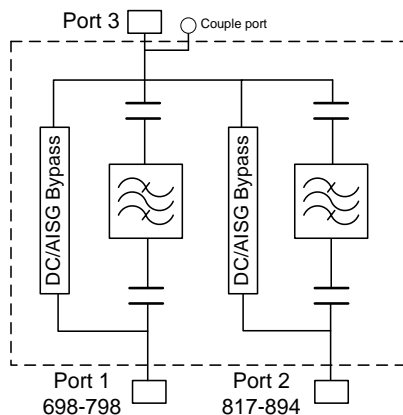 Port 3
Couple port
DC/AISG Bypass
DC/AISG Bypass
Port 1
698-798
Port 2
817-894